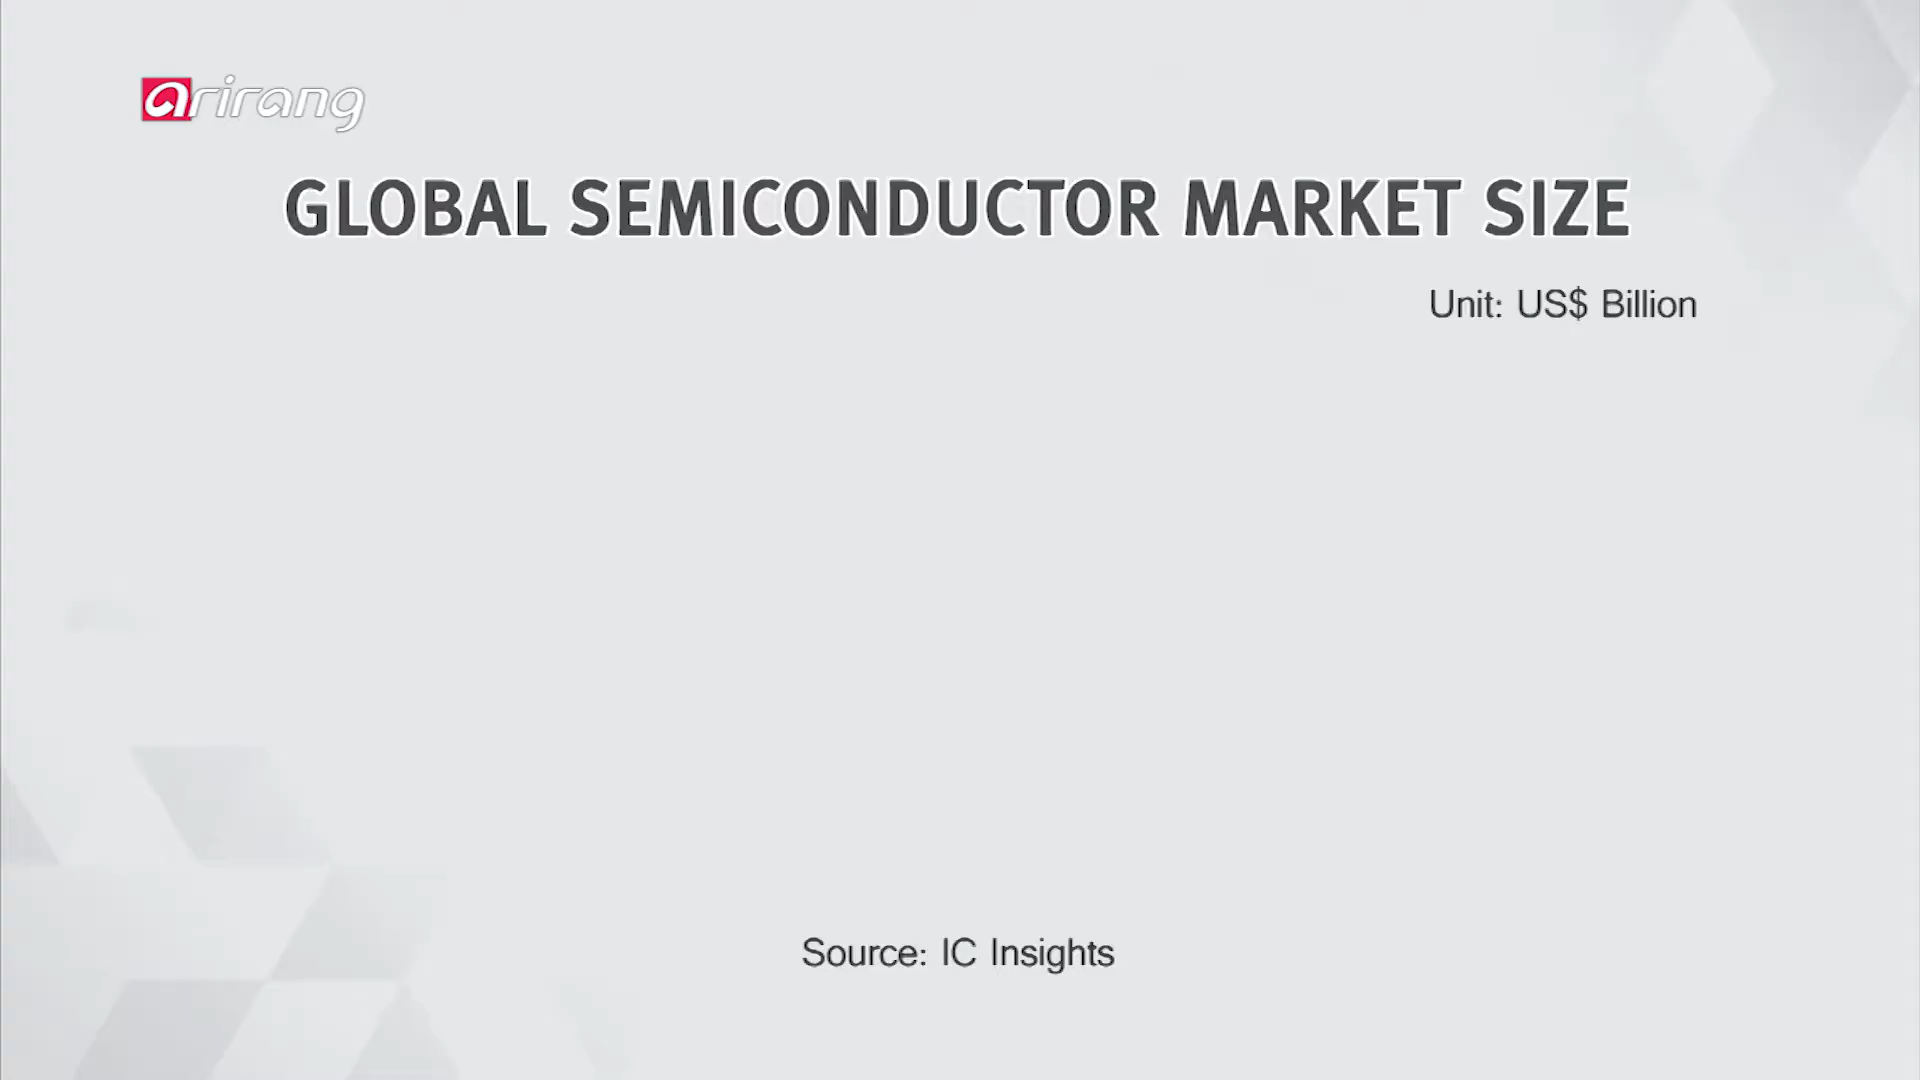 arirang
GLOBAL SEMICONDUCTOR MARKET SIZE
Unit: US$ Billion
Source: IC Insights